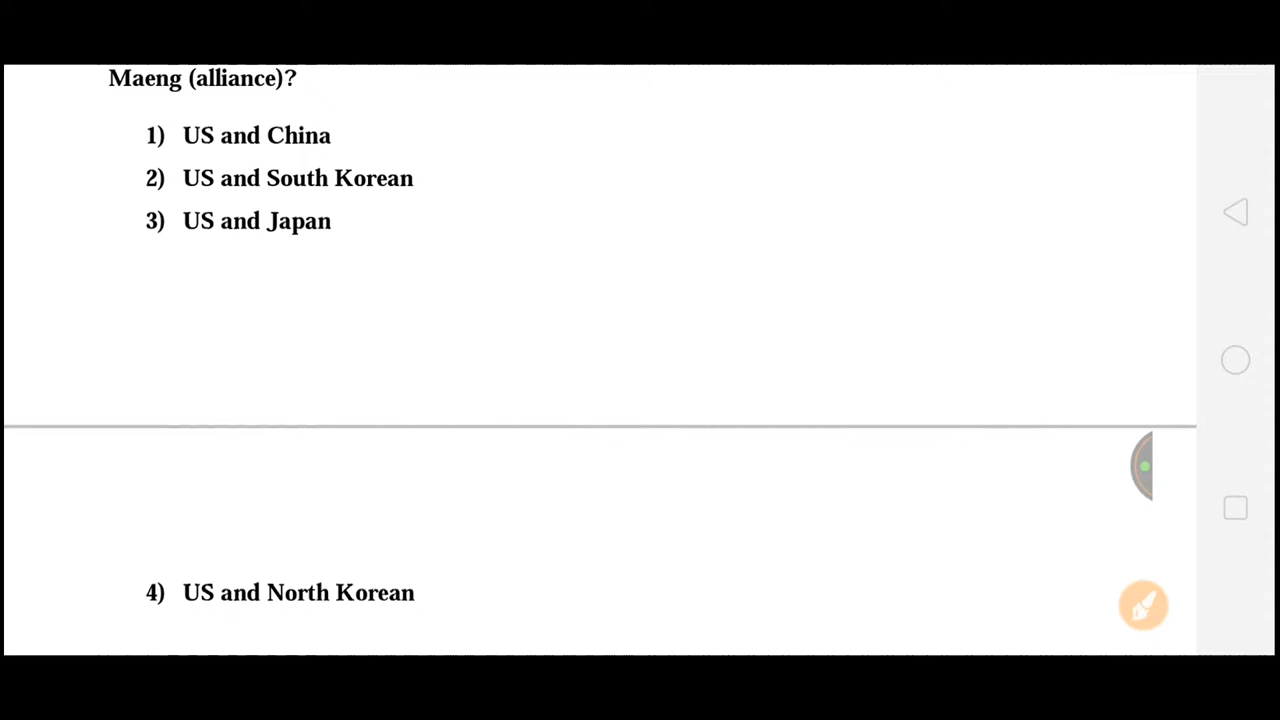 Maeng (alliance)?
1) US and China
2) US and South Korean
3) US and Japan
4) US and North Korean